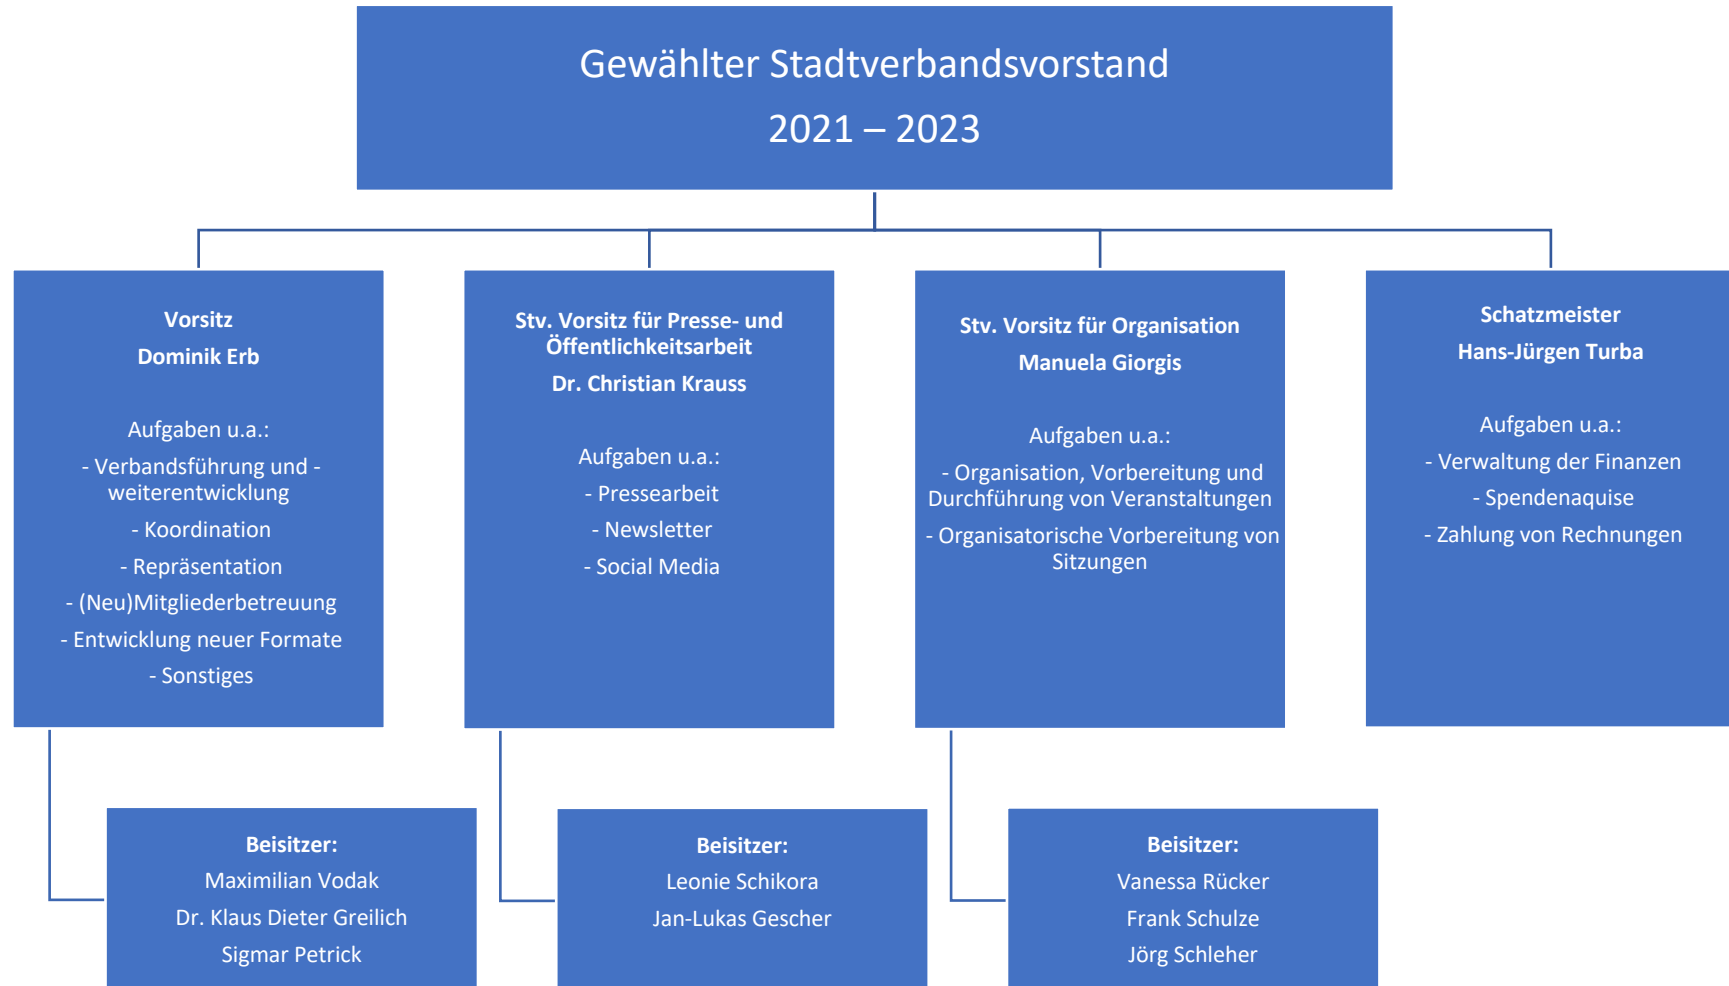 Gewählter Stadtverbandsvorstand
2021 – 2023
Vorsitz
Dominik Erb
Aufgaben u.a.:
- Verbandsführung und -
weiterentwicklung
- Koordination
- Repräsentation
- (Neu)Mitgliederbetreuung
- Entwicklung neuer Formate
- Sonstiges
Stv. Vorsitz für Presse- und
Öffentlichkeitsarbeit
Dr. Christian Krauss
Aufgaben u.a.:
- Pressearbeit
- Newsletter
- Social Media
Stv. Vorsitz für Organisation
Manuela Giorgis
Aufgaben u.a.:
- Organisation, Vorbereitung und
Durchführung von Veranstaltungen
- Organisatorische Vorbereitung von
Sitzungen
Schatzmeister
Hans-Jürgen Turba
Aufgaben u.a.:
- Verwaltung der Finanzen
- Spendenaquise
- Zahlung von Rechnungen
Beisitzer:
Maximilian Vodak
Dr. Klaus Dieter Greilich
Sigmar Petrick
Beisitzer:
Leonie Schikora
Jan-Lukas Gescher
Beisitzer:
Vanessa Rücker
Frank Schulze
Jörg Schleher